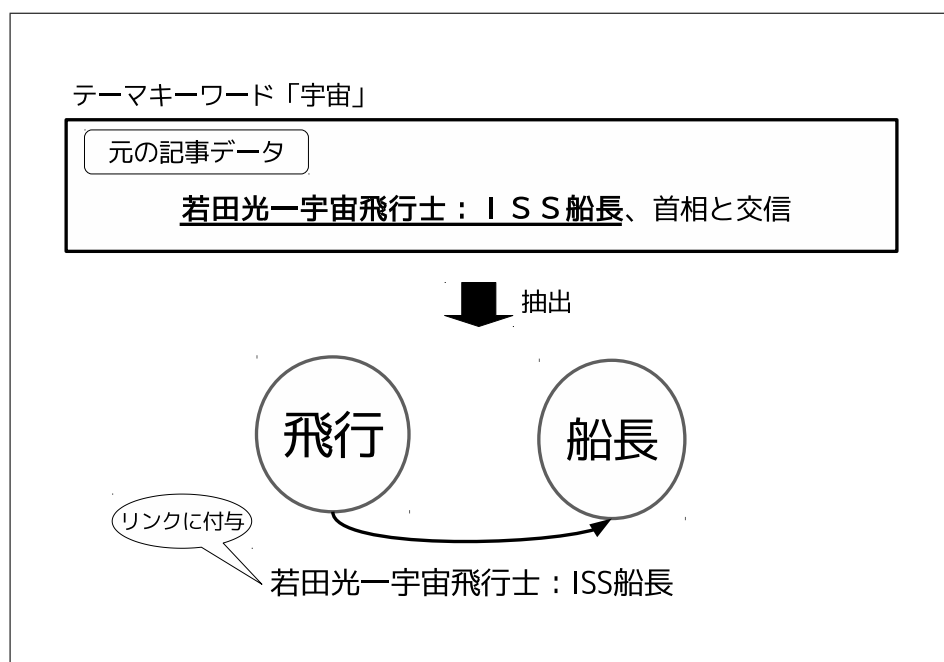 テーマキーワード「宇宙」
元の記事データ
若田光一宇宙飛行士：ＩＳＳ船長、首相と交信
抽出
飛行
船長
リンクに付与
若田光一宇宙飛行士：ISS船長